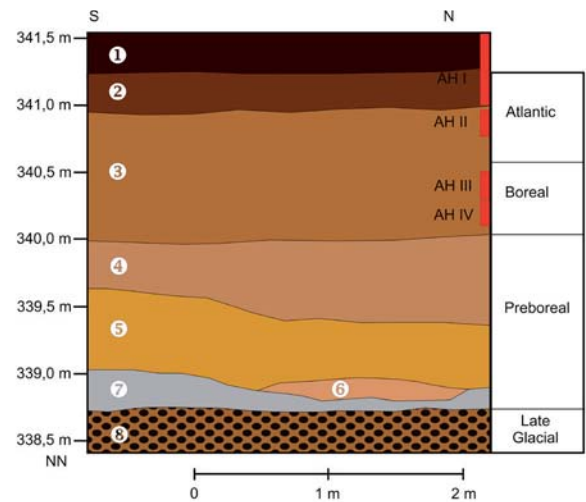 S N
341,5 m
1
AH I
2
341,0 m
Atlantic
AH II
3
340,5 m
AH III
Boreal
AH IV
340,0 m
4
339,5 m
Preboreal
5
339,0 m
7 6
Late
Glacial
8
338,5 m
NN
0 1 m 2 m